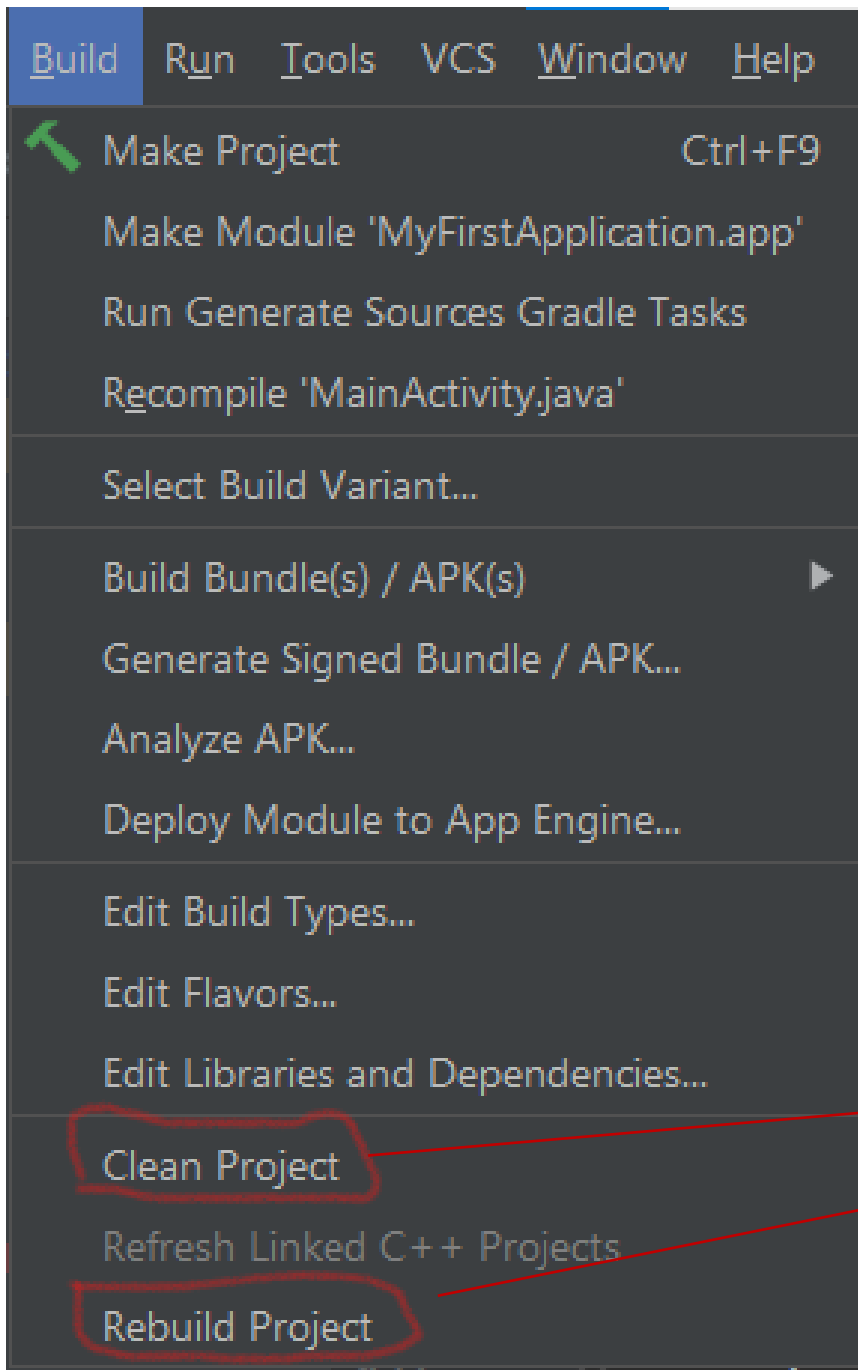 Build Run Tools VCS Window Help
Make Project Ctrl+F9
Make Module 'MyFirstApplication.app'
Run Generate Sources Gradle Tasks
Recompile 'MainActivity.java'
Select Build Variant...
Build Bundle(s) / APK(s)
Generate Signed Bundle / APK...
Analyze APK...
Deploy Module to App Engine...
Edit Build Types...
Edit Flavors...
Edit Libraries and Dependencies...
Clean Project
Refresh Linked C++ Projects
Rebuild Project